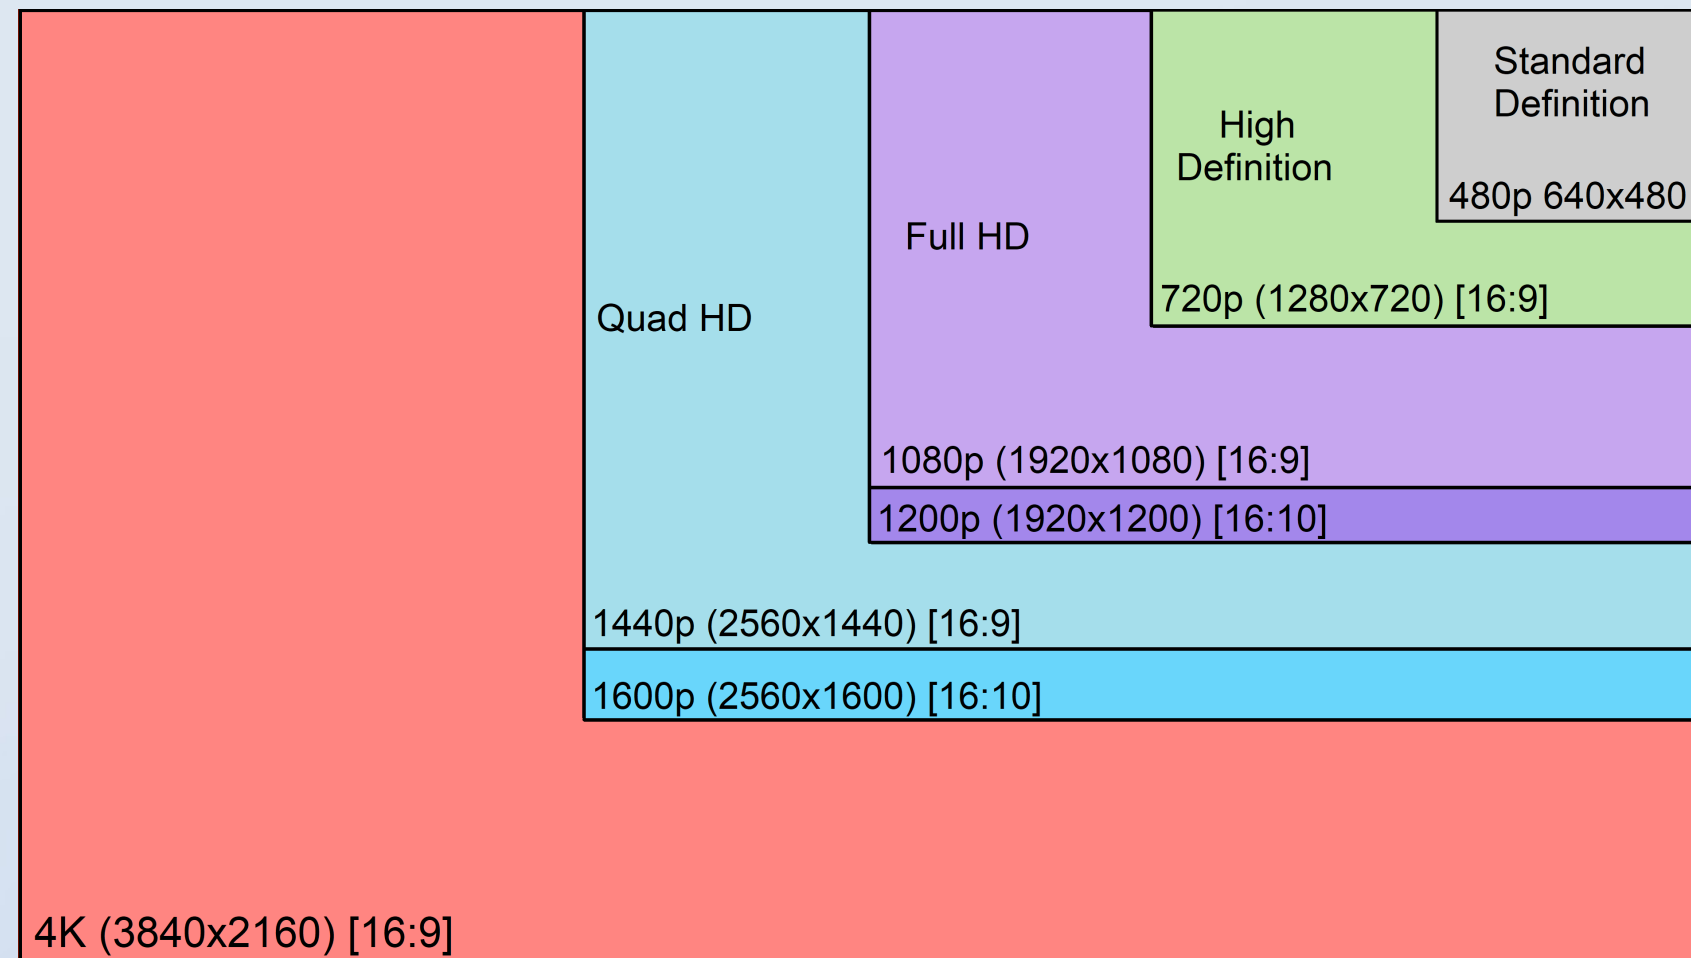 Standard
Definition
480p 640x480
High
Definition
720p (1280x720) [16:9]
Full HD
1080p (1920x1080) [16:9]
1200p (1920x1200) [16:10]
Quad HD
1440p (2560x1440) [16:9]
1600p (2560x1600) [16:10]
4K (3840x2160) [16:9]